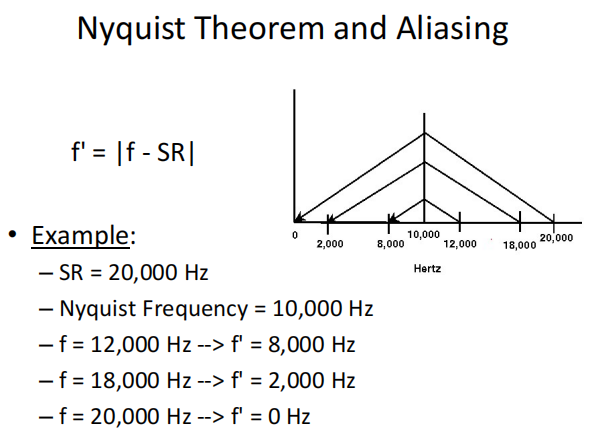 Nyquist Theorem and Aliasing
f' = |f - SR|
0 2,000 8,000 10,000 12,000 18,000 20,000
Hertz
• Example:
– SR = 20,000 Hz
– Nyquist Frequency = 10,000 Hz
– f = 12,000 Hz --> f' = 8,000 Hz
– f = 18,000 Hz --> f' = 2,000 Hz
– f = 20,000 Hz --> f' = 0 Hz